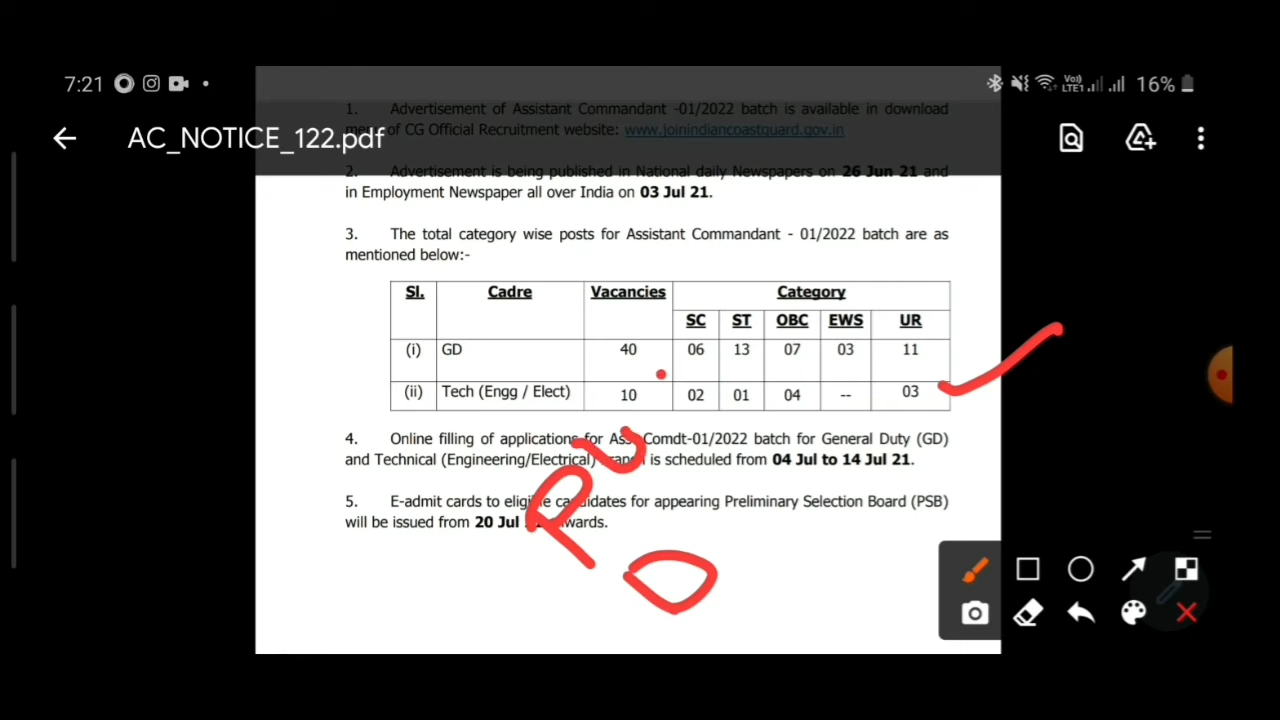 7:21 16%
AC_NOTICE_122.pdf
1. Advertisement of Assistant Commandant -01/2022 batch is available in download
of CG Official Recruitment website: www.joinindiancoastguard.gov.in
2. Advertisement is being published in National daily Newspapers on 26 Jun 21 and
in Employment Newspaper all over India on 03 Jul 21.
3. The total category wise posts for Assistant Commandant - 01/2022 batch are as
mentioned below:-
Sl. Cadre Vacancies Category
SC ST OBC EWS UR
(i) GD 40 06 13 07 03 11
(ii) Tech (Engg / Elect) 10 02 01 04 -- 03
4. Online filling of applications for Asst Comdt-01/2022 batch for General Duty (GD)
and Technical (Engineering/Electrical) is scheduled from 04 Jul to 14 Jul 21.
5. E-admit cards to eligible candidates for appearing Preliminary Selection Board (PSB)
will be issued from 20 Jul onwards.